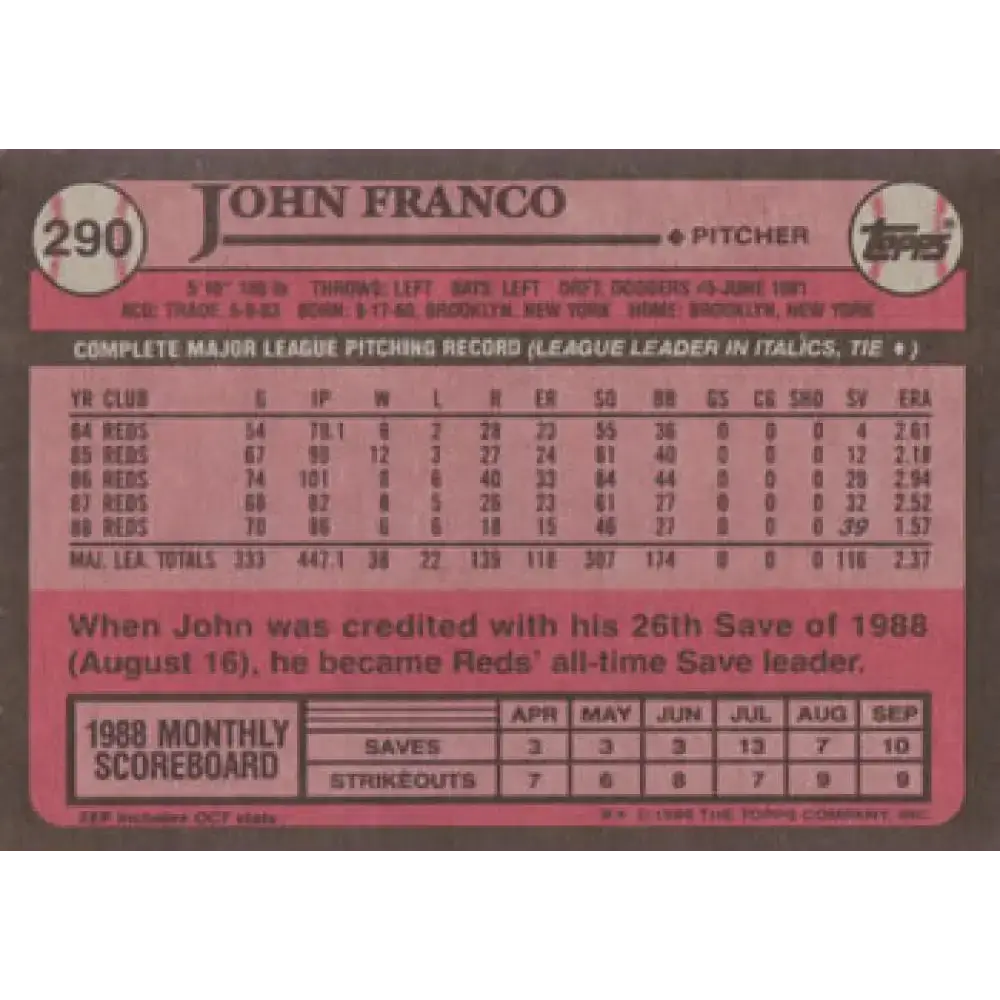 290
JOHN FRANCO
◆ PITCHER
Topps®
5'10" 185 lb THROWS: LEFT BATS: LEFT DRFT: DODGERS #5-JUNE 1981
ACQ: TRADE, 5-9-83 BORN: 9-17-60, BROOKLYN, NEW YORK HOME: BROOKLYN, NEW YORK
COMPLETE MAJOR LEAGUE PITCHING RECORD (LEAGUE LEADER IN ITALICS, TIE ♦)
YR CLUB G IP W L R ER SO BB GS CG SHO SV ERA
84 REDS 54 79.1 6 2 28 23 55 36 0 0 0 4 2.61
85 REDS 67 99 12 3 27 24 61 40 0 0 0 12 2.18
86 REDS 74 101 6 6 40 33 84 44 0 0 0 29 2.94
87 REDS 68 82 8 5 26 23 61 27 0 0 0 32 2.52
88 REDS 70 86 6 6 18 15 46 27 0 0 0 39 1.57
MAJ. LEA. TOTALS 333 447.1 38 22 139 118 307 174 0 0 0 116 2.37
When John was credited with his 26th Save of 1988
(August 16), he became Reds' all-time Save leader.
1988 MONTHLY SCOREBOARD
APR MAY JUN JUL AUG SEP
SAVES 3 3 3 13 7 10
STRIKEOUTS 7 6 8 7 9 9
SEP includes OCT stats
© 1989 THE TOPPS COMPANY, INC.